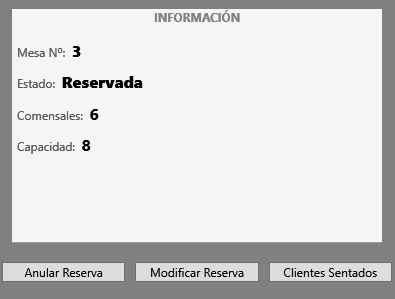 INFORMACIÓN
Mesa Nº: 3
Estado: Reservada
Comensales: 6
Capacidad: 8
Anular Reserva Modificar Reserva Clientes Sentados